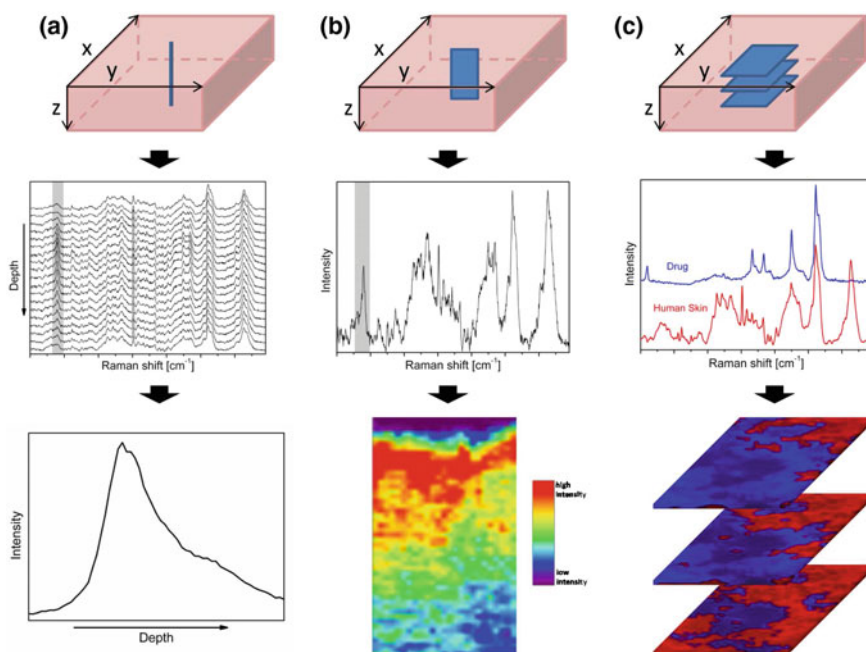 (a)
x
y
z
(b)
x
y
z
(c)
x
y
z
Depth
Raman shift [cm⁻¹]
Intensity
Raman shift [cm⁻¹]
Intensity
Drug
Human Skin
Raman shift [cm⁻¹]
Intensity
Depth
high
intensity
low
intensity